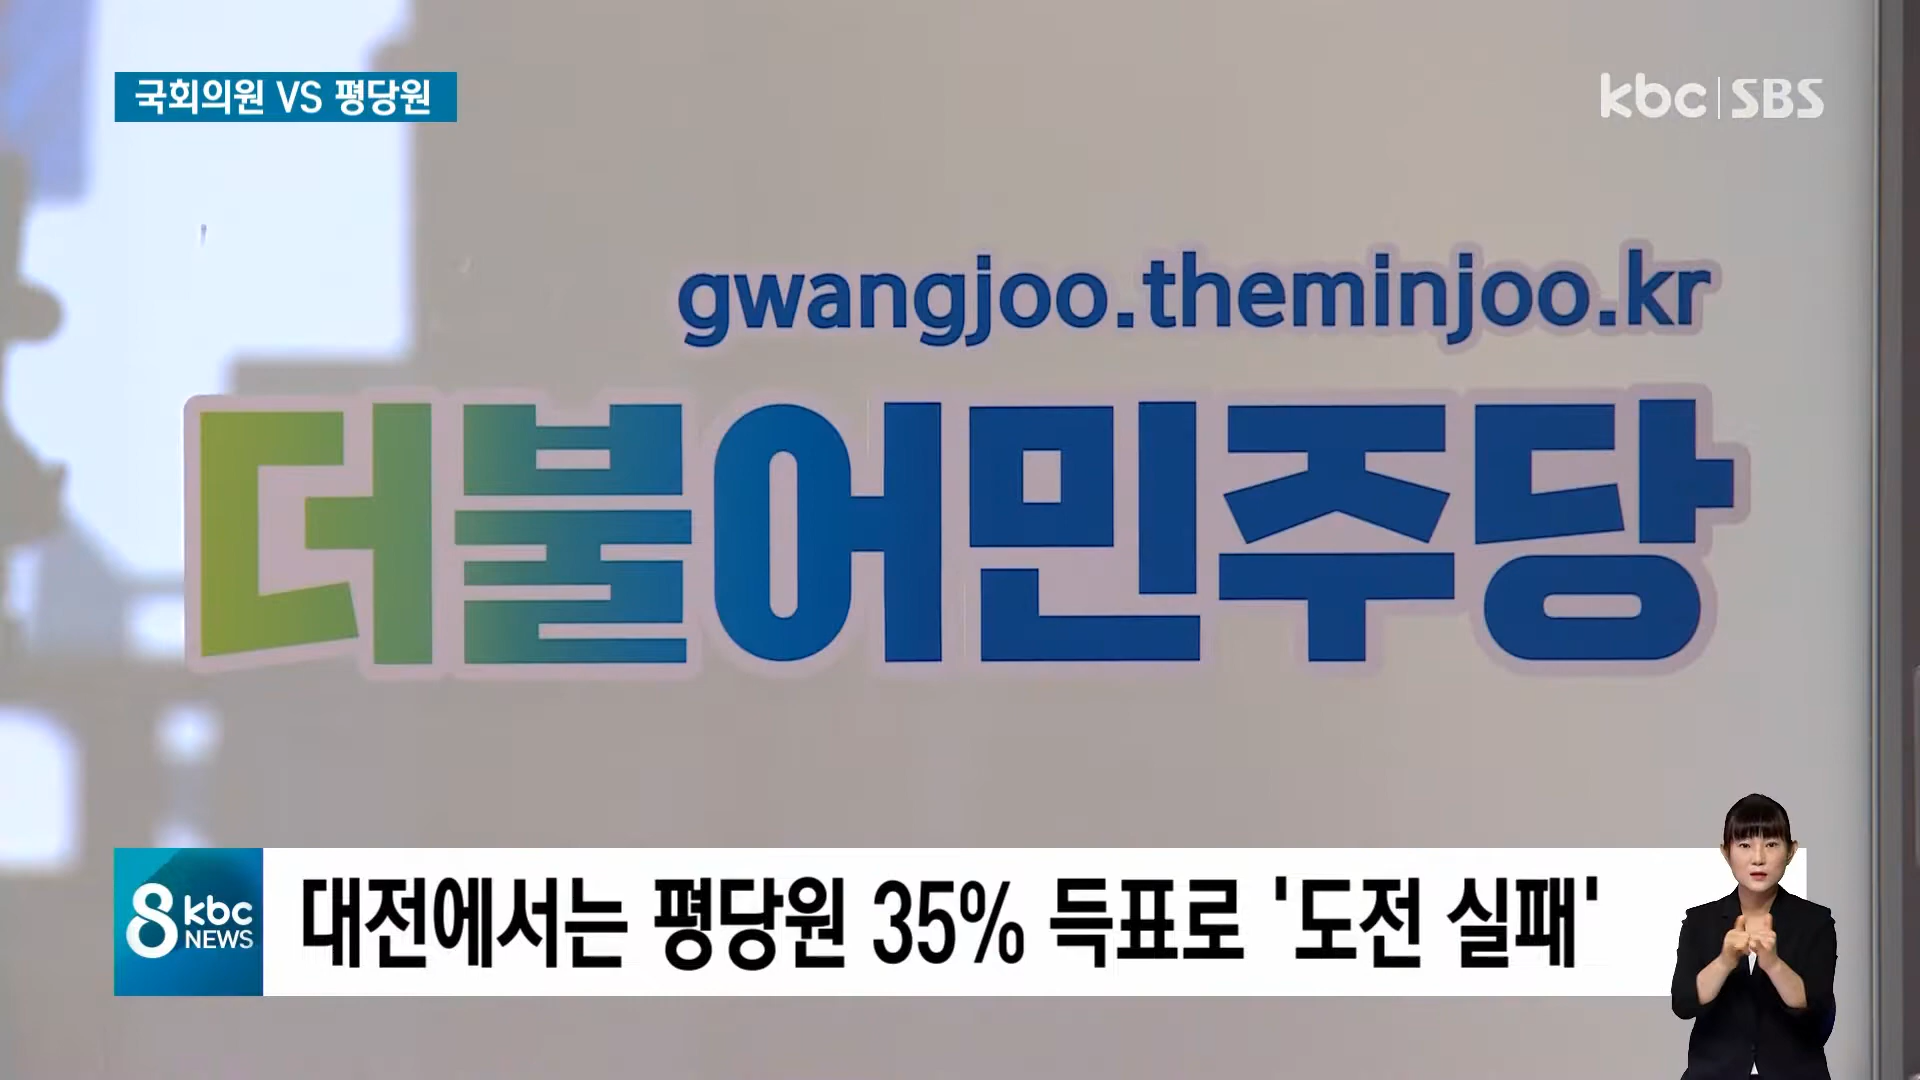 국회의원 VS 평당원
kbc SBS
gwangjoo.theminjoo.kr
더불어민주당
8 kbc NEWS
대전에서는 평당원 35% 득표로 '도전 실패'